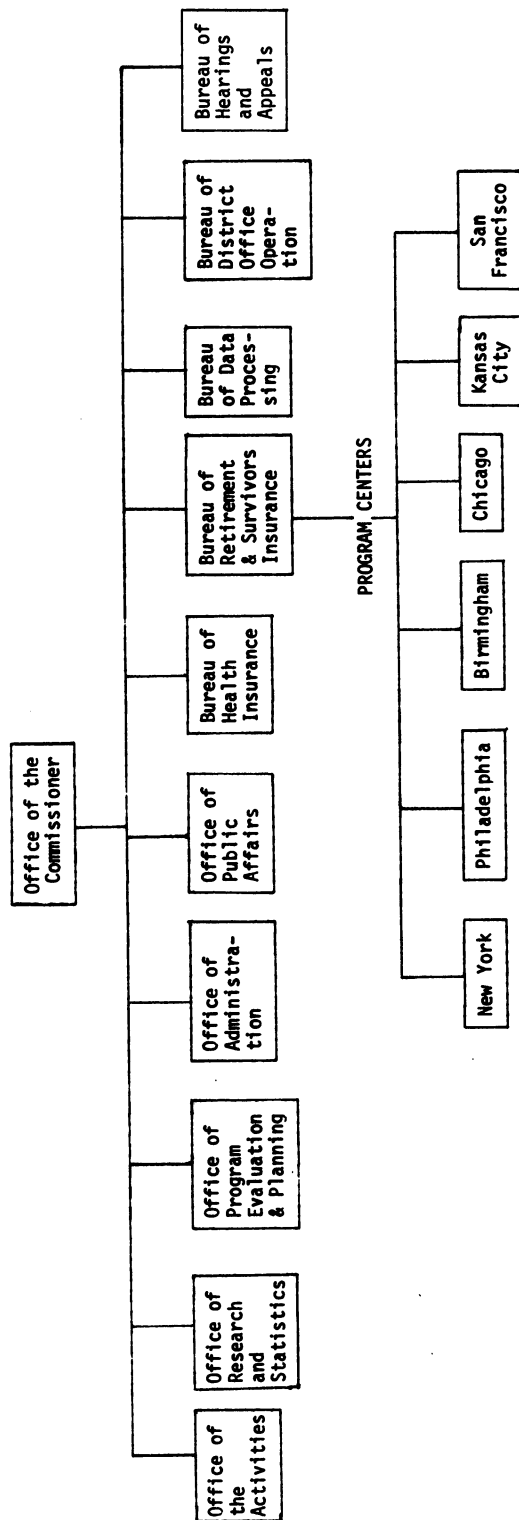 Office of the
Commissioner
Office of
the
Activities
Office of
Research
and
Statistics
Office of
Program
Evaluation
& Planning
Office of
Administra-
tion
Office of
Public
Affairs
Bureau of
Health
Insurance
Bureau of
Retirement
& Survivors
Insurance
Bureau of
of Data
Proces-
sing
Bureau of
District
Office
Opera-
tion
Bureau of
Hearings
and
Appeals
PROGRAM CENTERS
New York
Philadelphia
Birmingham
Chicago
Kansas
City
San
Francisco